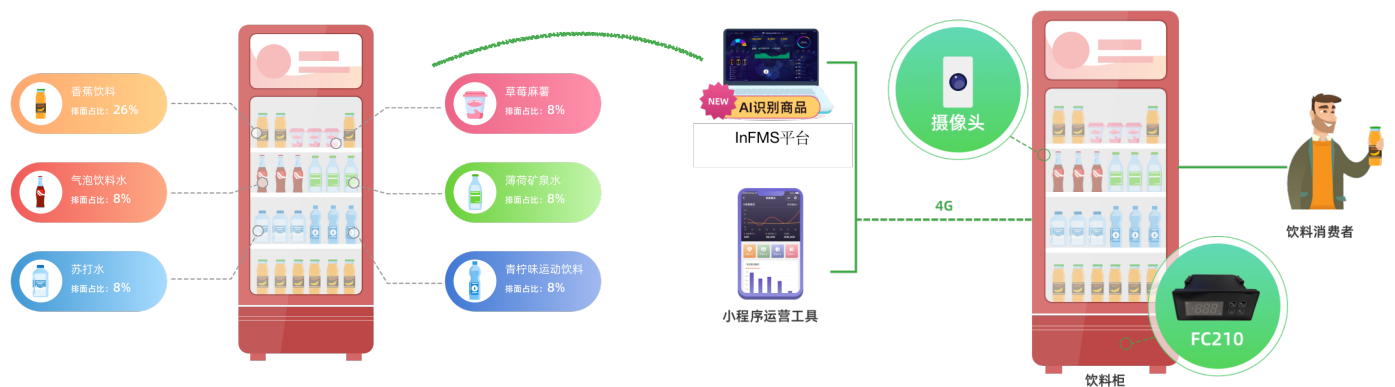 香蕉饮料
排面占比：26%
气泡饮料水
排面占比：8%
苏打水
排面占比：8%
草莓麻薯
排面占比：8%
薄荷矿泉水
排面占比：8%
青柠味运动饮料
排面占比：8%
NEW
AI识别商品
InFMS平台
小程序运营工具
4G
摄像头
FC210
饮料柜
饮料消费者